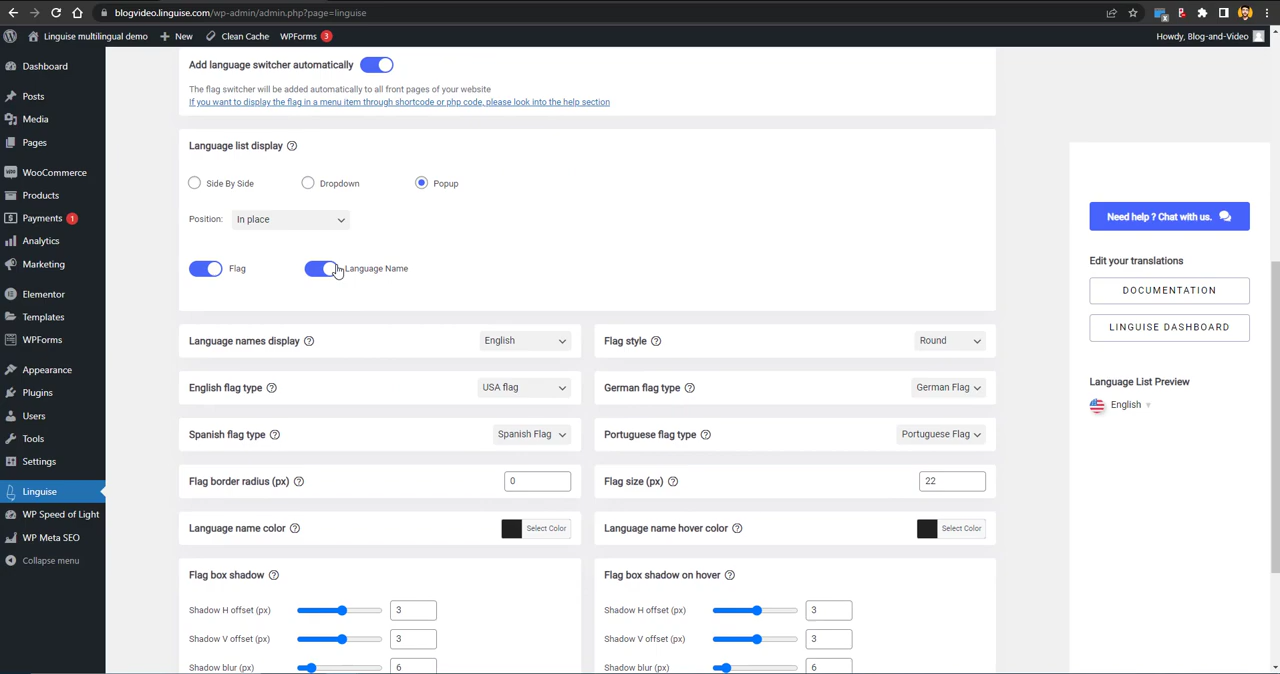 blogvideo.linguise.com/wp-admin/admin.php?page=linguise
Linguise multilingual demo
New
Clean Cache
WPForms 3
Howdy, Blog-and-Video
Dashboard
Posts
Media
Pages
WooCommerce
Products
Payments 1
Analytics
Marketing
Elementor
Templates
WPForms
Appearance
Plugins
Users
Tools
Settings
Linguise
WP Speed of Light
WP Meta SEO
Collapse menu
Add language switcher automatically
The flag switcher will be added automatically to all front pages of your website
If you want to display the flag in a menu item through shortcode or php code, please look into the help section
Language list display
Side By Side
Dropdown
Popup
Position: In place
Flag
Language Name
Language names display English
Flag style Round
English flag type USA flag
German flag type German Flag
Spanish flag type Spanish Flag
Portuguese flag type Portuguese Flag
Flag border radius (px) 0
Flag size (px) 22
Language name color Select Color
Language name hover color Select Color
Flag box shadow
Shadow H offset (px) 3
Shadow V offset (px) 3
Shadow blur (px) 6
Flag box shadow on hover
Shadow H offset (px) 3
Shadow V offset (px) 3
Shadow blur (px) 6
Need help ? Chat with us.
Edit your translations
DOCUMENTATION
LINGUISE DASHBOARD
Language List Preview
English